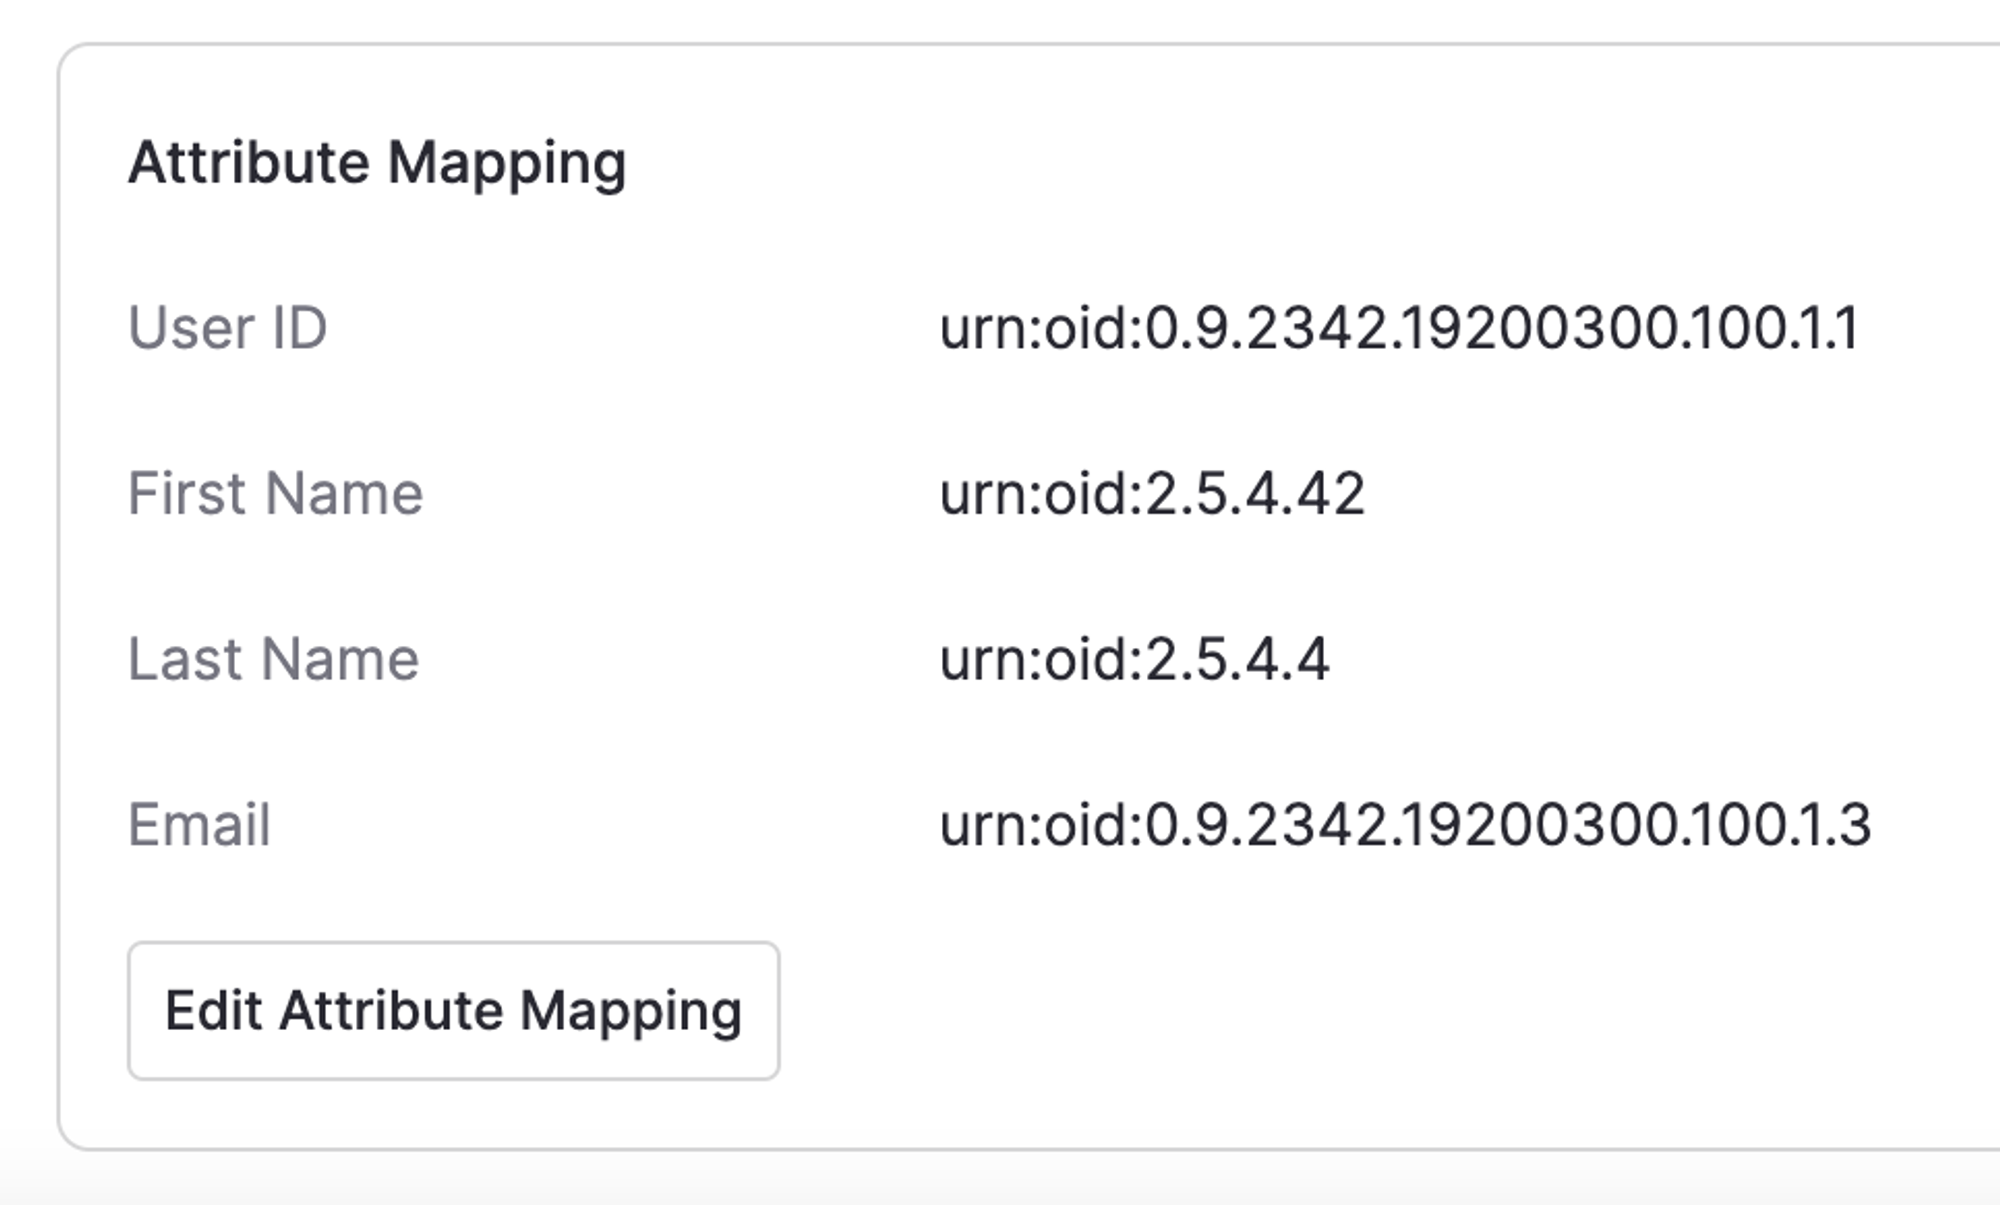 Attribute Mapping
User ID urn:oid:0.9.2342.19200300.100.1.1
First Name urn:oid:2.5.4.42
Last Name urn:oid:2.5.4.4
Email urn:oid:0.9.2342.19200300.100.1.3
Edit Attribute Mapping